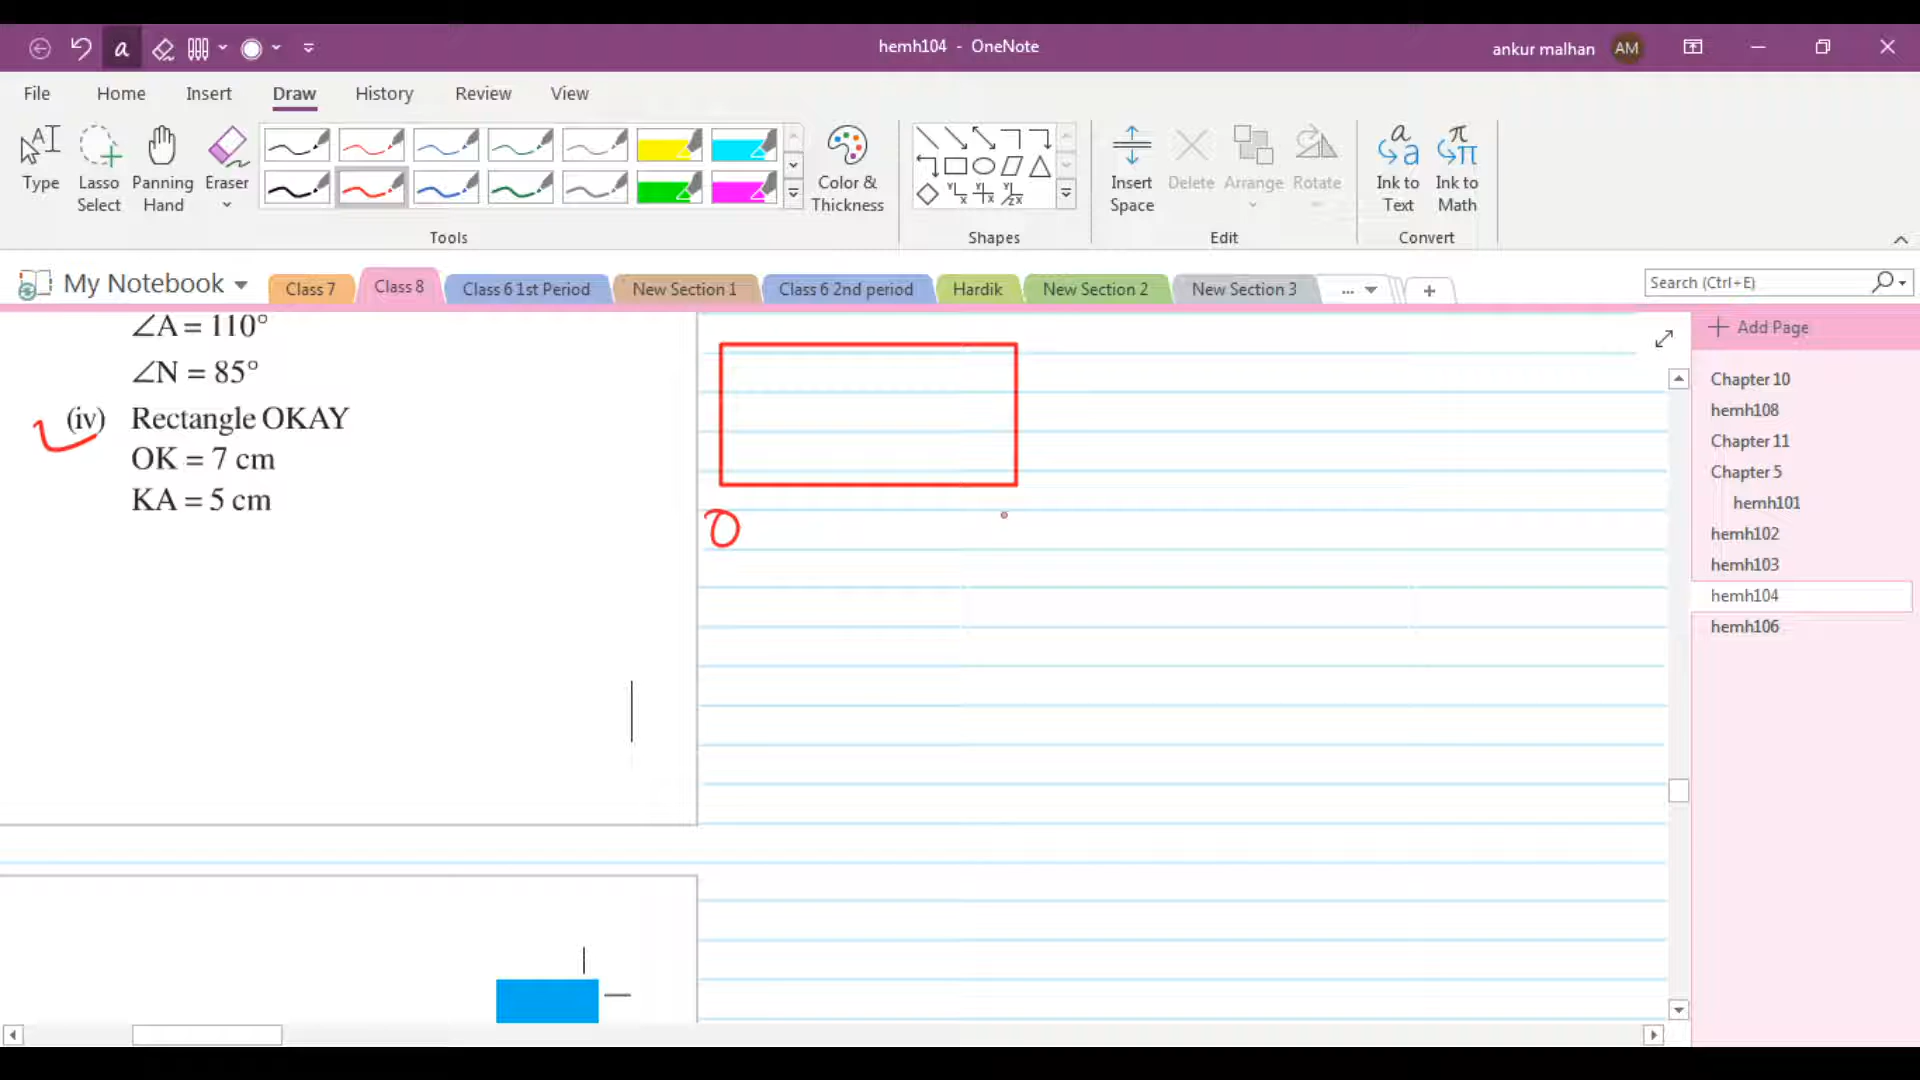 hemh104 - OneNote
ankur malhan AM
File Home Insert Draw History Review View
Type
Lasso Select
Panning Hand
Eraser
Color & Thickness
Insert Space
Delete
Arrange
Rotate
Ink to Text
Ink to Math
Tools
Shapes
Edit
Convert
My Notebook
Class 7
Class 8
Class 6 1st Period
New Section 1
Class 6 2nd period
Hardik
New Section 2
New Section 3
...
Search (Ctrl+E)
∠A = 110°
∠N = 85°
(iv) Rectangle OKAY
OK = 7 cm
KA = 5 cm
O
Add Page
Chapter 10
hemh108
Chapter 11
Chapter 5
hemh101
hemh102
hemh103
hemh104
hemh106